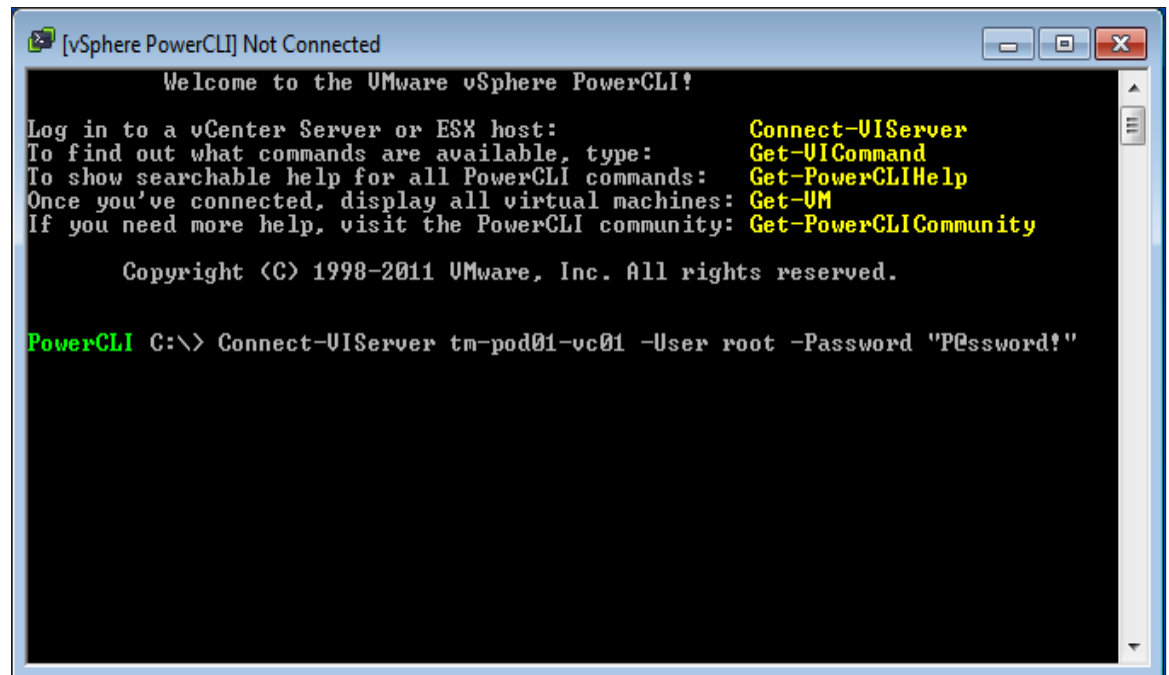 [vSphere PowerCLI] Not Connected
Welcome to the VMware vSphere PowerCLI!
Log in to a vCenter Server or ESX host: Connect-VIServer
To find out what commands are available, type: Get-VICommand
To show searchable help for all PowerCLI commands: Get-PowerCLIHelp
Once you've connected, display all virtual machines: Get-VM
If you need more help, visit the PowerCLI community: Get-PowerCLICommunity
Copyright (C) 1998-2011 VMware, Inc. All rights reserved.
PowerCLI C:\> Connect-VIServer tm-pod01-vc01 -User root -Password "P@ssword!"